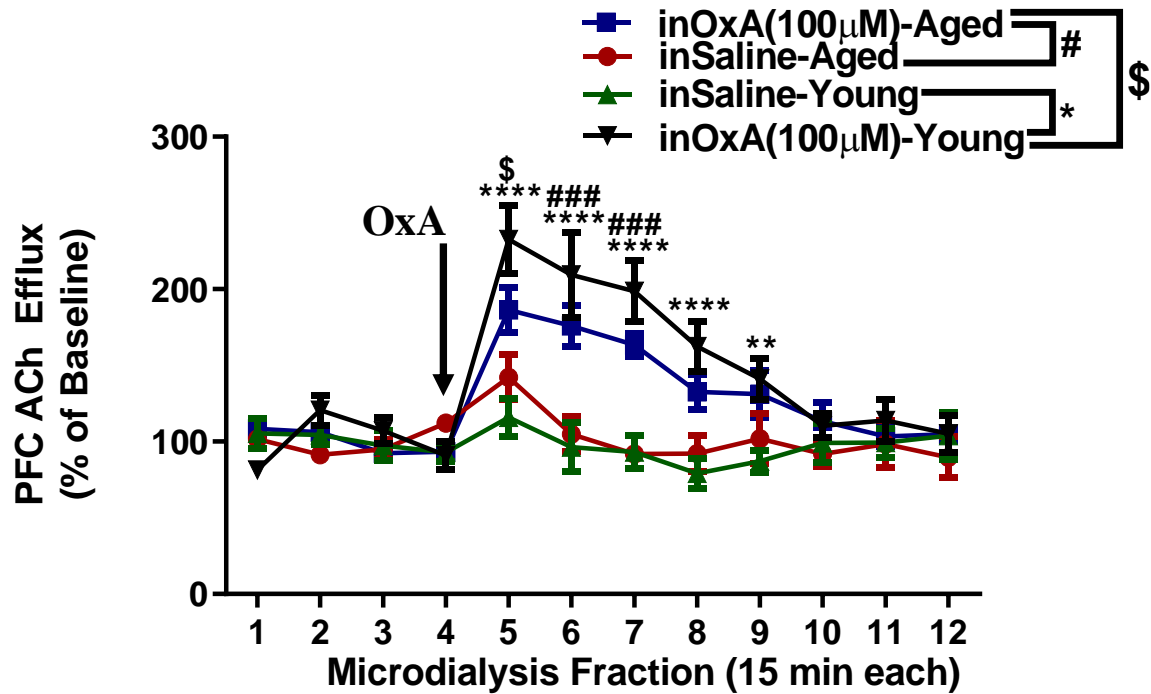 inOxA(100μM)-Aged
inSaline-Aged
#
$
inSaline-Young
*
inOxA(100μM)-Young
300
200
100
0
PFC ACh Efflux
(% of Baseline)
OxA
$
****
###
****
###
****
****
**
1 2 3 4 5 6 7 8 9 10 11 12
Microdialysis Fraction (15 min each)